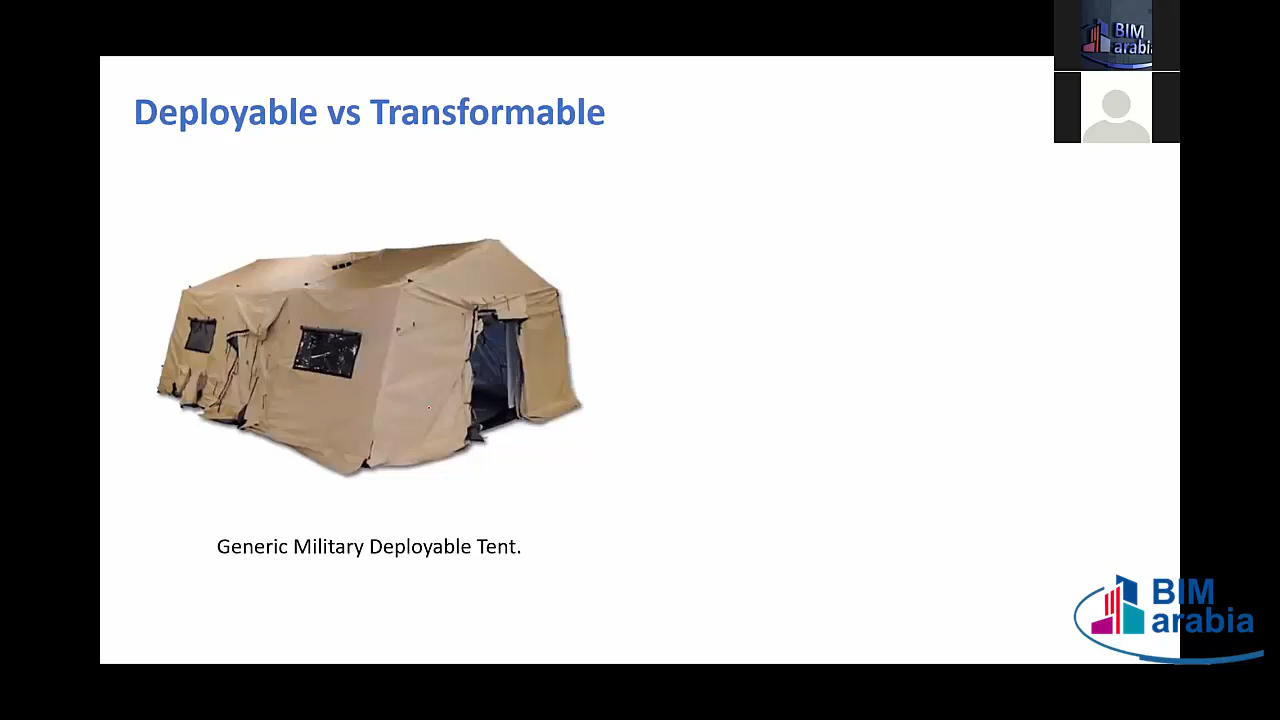 BIM
arabia
Deployable vs Transformable
Generic Military Deployable Tent.
BIM
arabia